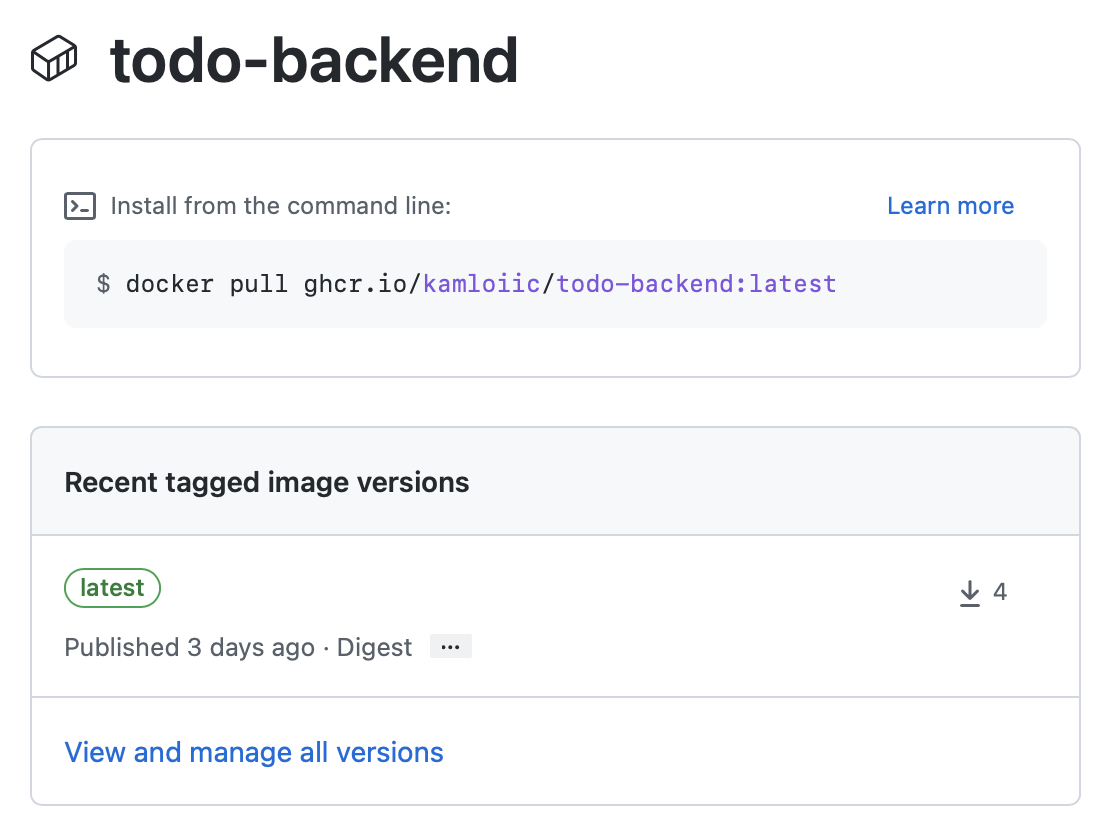 todo-backend
Install from the command line:
Learn more
$ docker pull ghcr.io/kamloiic/todo-backend:latest
Recent tagged image versions
latest
4
Published 3 days ago · Digest ···
View and manage all versions